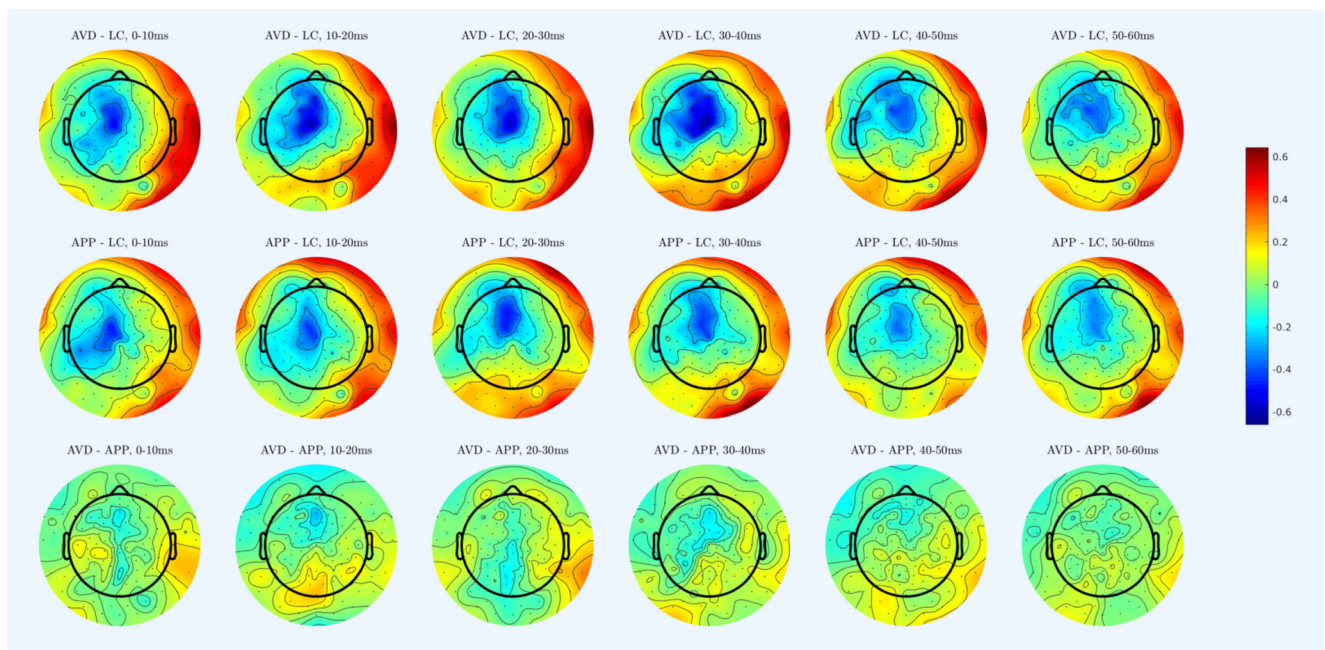 AVD - LC, 0-10ms AVD - LC, 10-20ms AVD - LC, 20-30ms AVD - LC, 30-40ms AVD - LC, 40-50ms AVD - LC, 50-60ms
APP - LC, 0-10ms APP - LC, 10-20ms APP - LC, 20-30ms APP - LC, 30-40ms APP - LC, 40-50ms APP - LC, 50-60ms
AVD - APP, 0-10ms AVD - APP, 10-20ms AVD - APP, 20-30ms AVD - APP, 30-40ms AVD - APP, 40-50ms AVD - APP, 50-60ms
0.6
0.4
0.2
0
-0.2
-0.4
-0.6